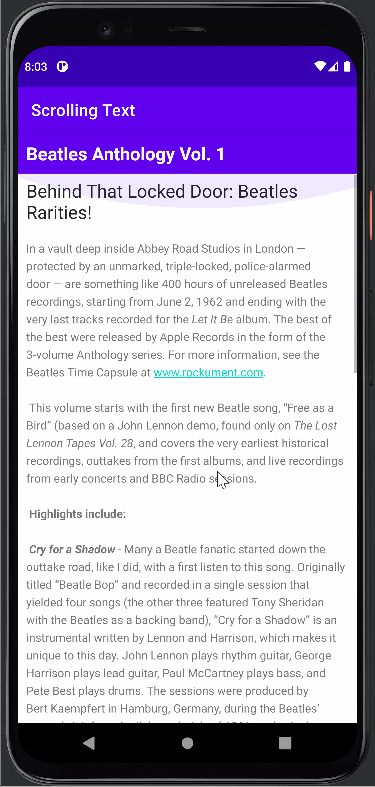 8:03
Scrolling Text
Beatles Anthology Vol. 1
Behind That Locked Door: Beatles
Rarities!
In a vault deep inside Abbey Road Studios in London —
protected by an unmarked, triple-locked, police-alarmed
door — are something like 400 hours of unreleased Beatles
recordings, starting from June 2, 1962 and ending with the
very last tracks recorded for the Let It Be album. The best of
the best were released by Apple Records in the form of the
3-volume Anthology series. For more information, see the
Beatles Time Capsule at www.rockument.com.
This volume starts with the first new Beatle song, “Free as a
Bird” (based on a John Lennon demo, found only on The Lost
Lennon Tapes Vol. 28, and covers the very earliest historical
recordings, outtakes from the first albums, and live recordings
from early concerts and BBC Radio sessions.
Highlights include:
Cry for a Shadow - Many a Beatle fanatic started down the
outtake road, like I did, with a first listen to this song. Originally
titled “Beatle Bop” and recorded in a single session that
yielded four songs (the other three featured Tony Sheridan
with the Beatles as a backing band), “Cry for a Shadow” is an
instrumental written by Lennon and Harrison, which makes it
unique to this day. John Lennon plays rhythm guitar, George
Harrison plays lead guitar, Paul McCartney plays bass, and
Pete Best plays drums. The sessions were produced by
Bert Kaempfert in Hamburg, Germany, during the Beatles’